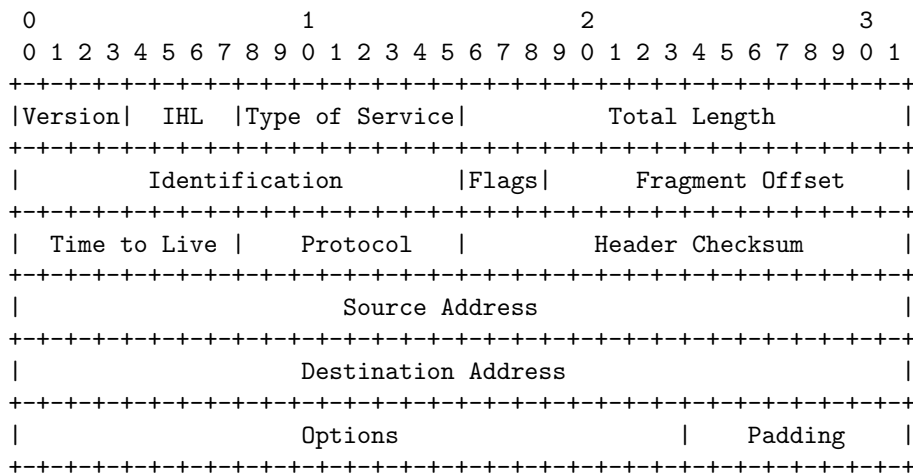 0                   1                   2                   3
0 1 2 3 4 5 6 7 8 9 0 1 2 3 4 5 6 7 8 9 0 1 2 3 4 5 6 7 8 9 0 1
+-+-+-+-+-+-+-+-+-+-+-+-+-+-+-+-+-+-+-+-+-+-+-+-+-+-+-+-+-+-+-+-+
|Version|  IHL  |Type of Service|          Total Length         |
+-+-+-+-+-+-+-+-+-+-+-+-+-+-+-+-+-+-+-+-+-+-+-+-+-+-+-+-+-+-+-+-+
|         Identification        |Flags|      Fragment Offset    |
+-+-+-+-+-+-+-+-+-+-+-+-+-+-+-+-+-+-+-+-+-+-+-+-+-+-+-+-+-+-+-+-+
|  Time to Live |    Protocol   |         Header Checksum       |
+-+-+-+-+-+-+-+-+-+-+-+-+-+-+-+-+-+-+-+-+-+-+-+-+-+-+-+-+-+-+-+-+
|                       Source Address                          |
+-+-+-+-+-+-+-+-+-+-+-+-+-+-+-+-+-+-+-+-+-+-+-+-+-+-+-+-+-+-+-+-+
|                    Destination Address                        |
+-+-+-+-+-+-+-+-+-+-+-+-+-+-+-+-+-+-+-+-+-+-+-+-+-+-+-+-+-+-+-+-+
|                    Options                    |    Padding    |
+-+-+-+-+-+-+-+-+-+-+-+-+-+-+-+-+-+-+-+-+-+-+-+-+-+-+-+-+-+-+-+-+